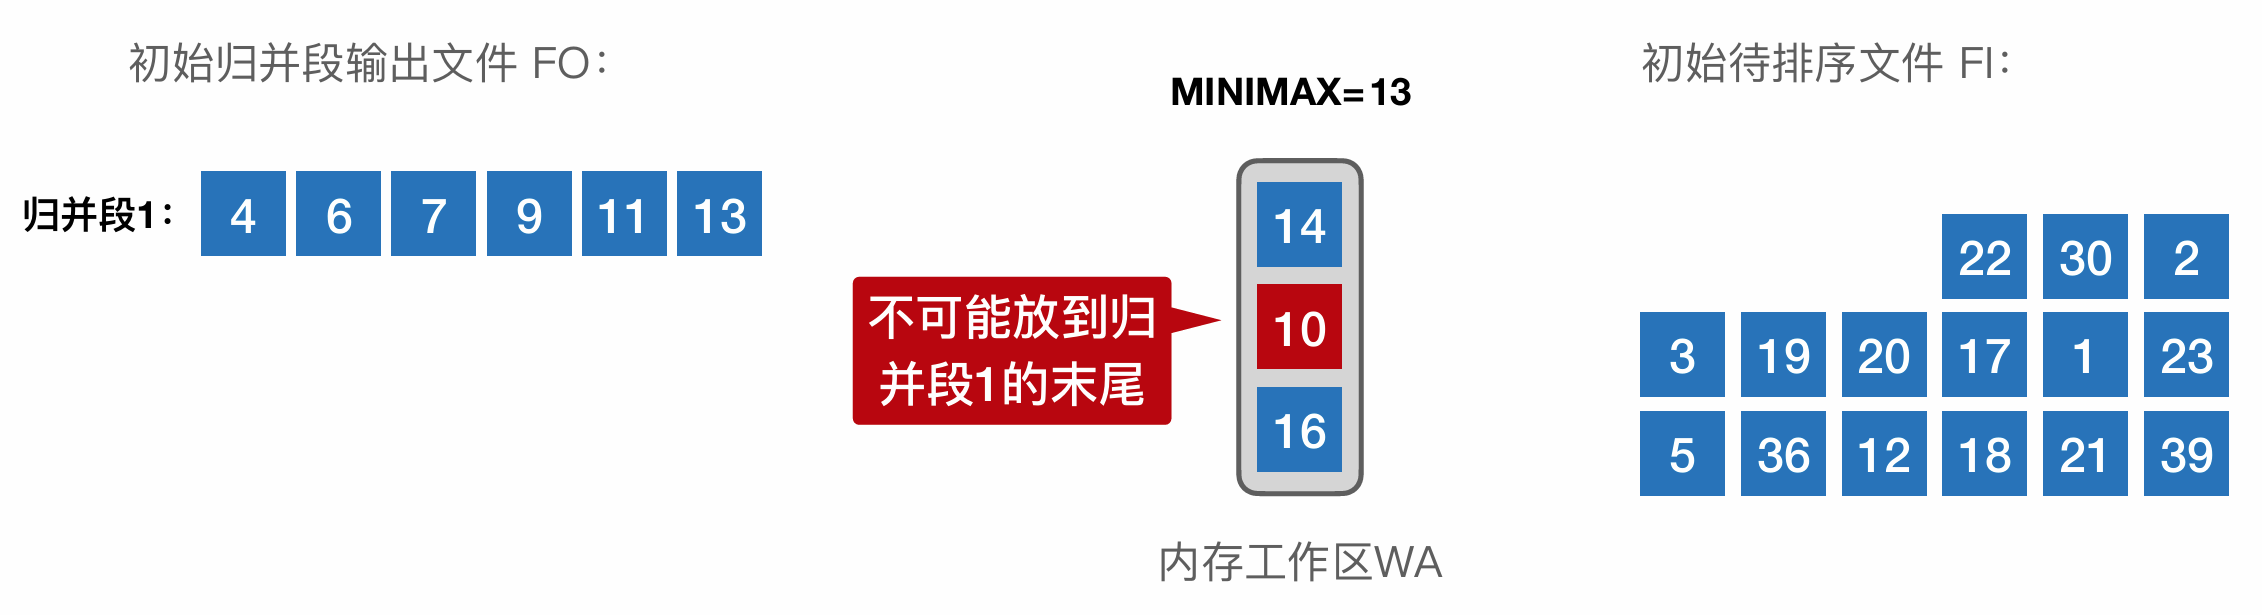 初始归并段输出文件 FO：
MINIMAX=13
初始待排序文件 FI：
归并段1：
4 6 7 9 11 13
不可能放到归
并段1的末尾
14
10
16
22 30 2
3 19 20 17 1 23
5 36 12 18 21 39
内存工作区WA